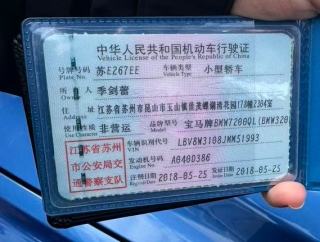 中华人民共和国机动车行驶证
Vehicle License of the People's Republic of China
号牌号码 苏E267EE 车辆类型 小型轿车
Plate No. Vehicle Type
所有人 季剑蕾
Owner
住址 江苏省苏州市昆山市玉山镇
Address
使用性质 非营运 品牌型号 宝马牌BMW7200QL(BMW320
Use Character Model
江苏省苏州
市公安局交
通警察支队
车辆识别代号 LBV8W3108JMM51993
VIN
发动机号码 A040D386
Engine No.
注册日期 2018-05-25 发证日期 2018-05-25
Register Date Issue Date